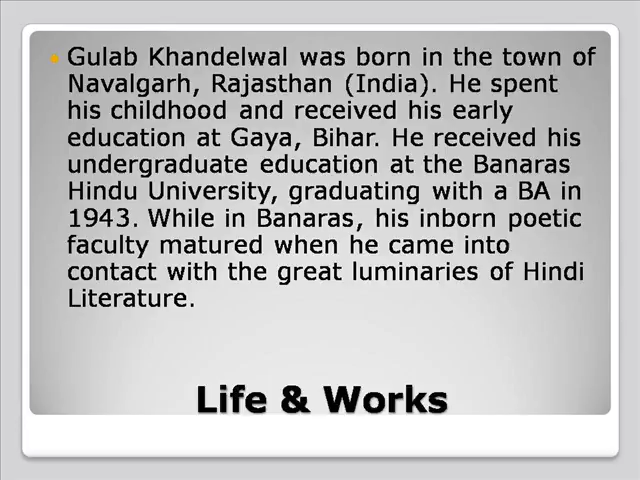 Gulab Khandelwal was born in the town of
Navalgarh, Rajasthan (India). He spent
his childhood and received his early
education at Gaya, Bihar. He received his
undergraduate education at the Banaras
Hindu University, graduating with a BA in
1943. While in Banaras, his inborn poetic
faculty matured when he came into
contact with the great luminaries of Hindi
Literature.
Life & Works